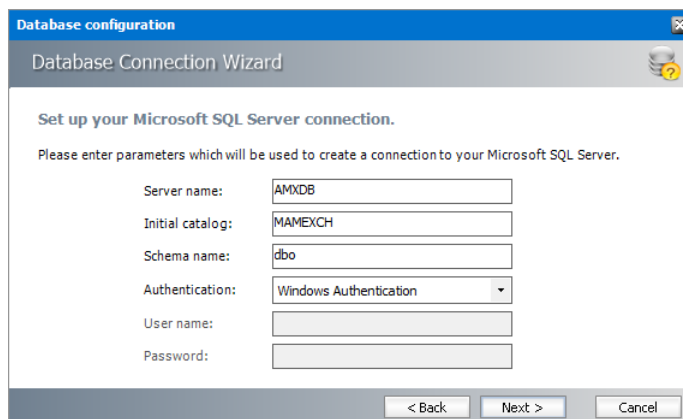 Database configuration
Database Connection Wizard
Set up your Microsoft SQL Server connection.
Please enter parameters which will be used to create a connection to your Microsoft SQL Server.
Server name: AMXDB
Initial catalog: MAMEXCH
Schema name: dbo
Authentication: Windows Authentication
User name:
Password:
< Back Next > Cancel